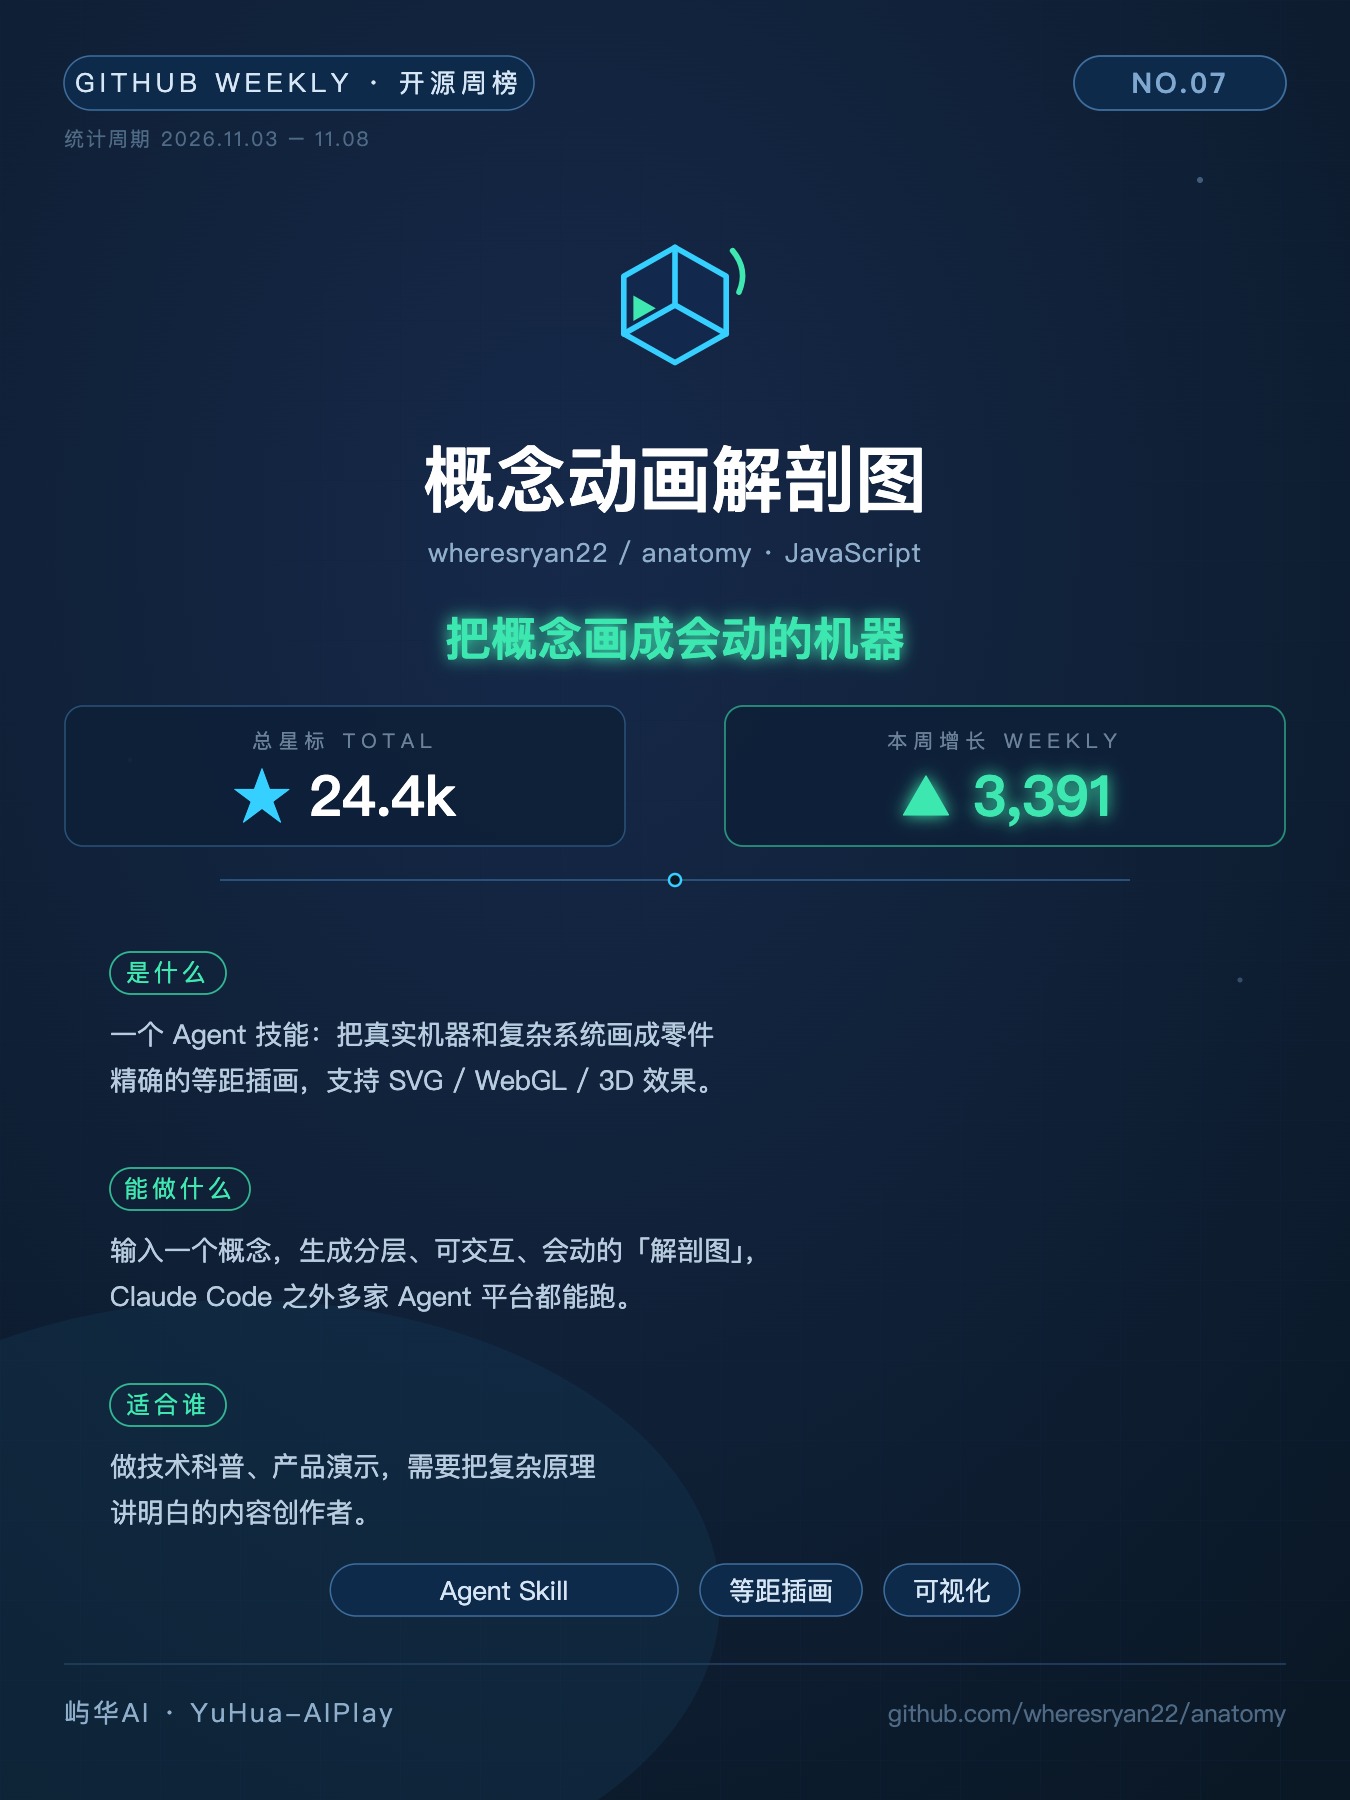 GITHUB WEEKLY · 开源周榜
NO.07
统计周期 2026.11.03 — 11.08
概念动画解剖图
wheresryan22 / anatomy · JavaScript
把概念画成会动的机器
总星标 TOTAL
★ 24.4k
本周增长 WEEKLY
▲ 3,391
是什么
一个 Agent 技能：把真实机器和复杂系统画成零件
精确的等距插画，支持 SVG / WebGL / 3D 效果。
能做什么
输入一个概念，生成分层、可交互、会动的「解剖图」，
Claude Code 之外多家 Agent 平台都能跑。
适合谁
做技术科普、产品演示，需要把复杂原理
讲明白的内容创作者。
Agent Skill
等距插画
可视化
屿华AI · YuHua–AIPlay
github.com/wheresryan22/anatomy